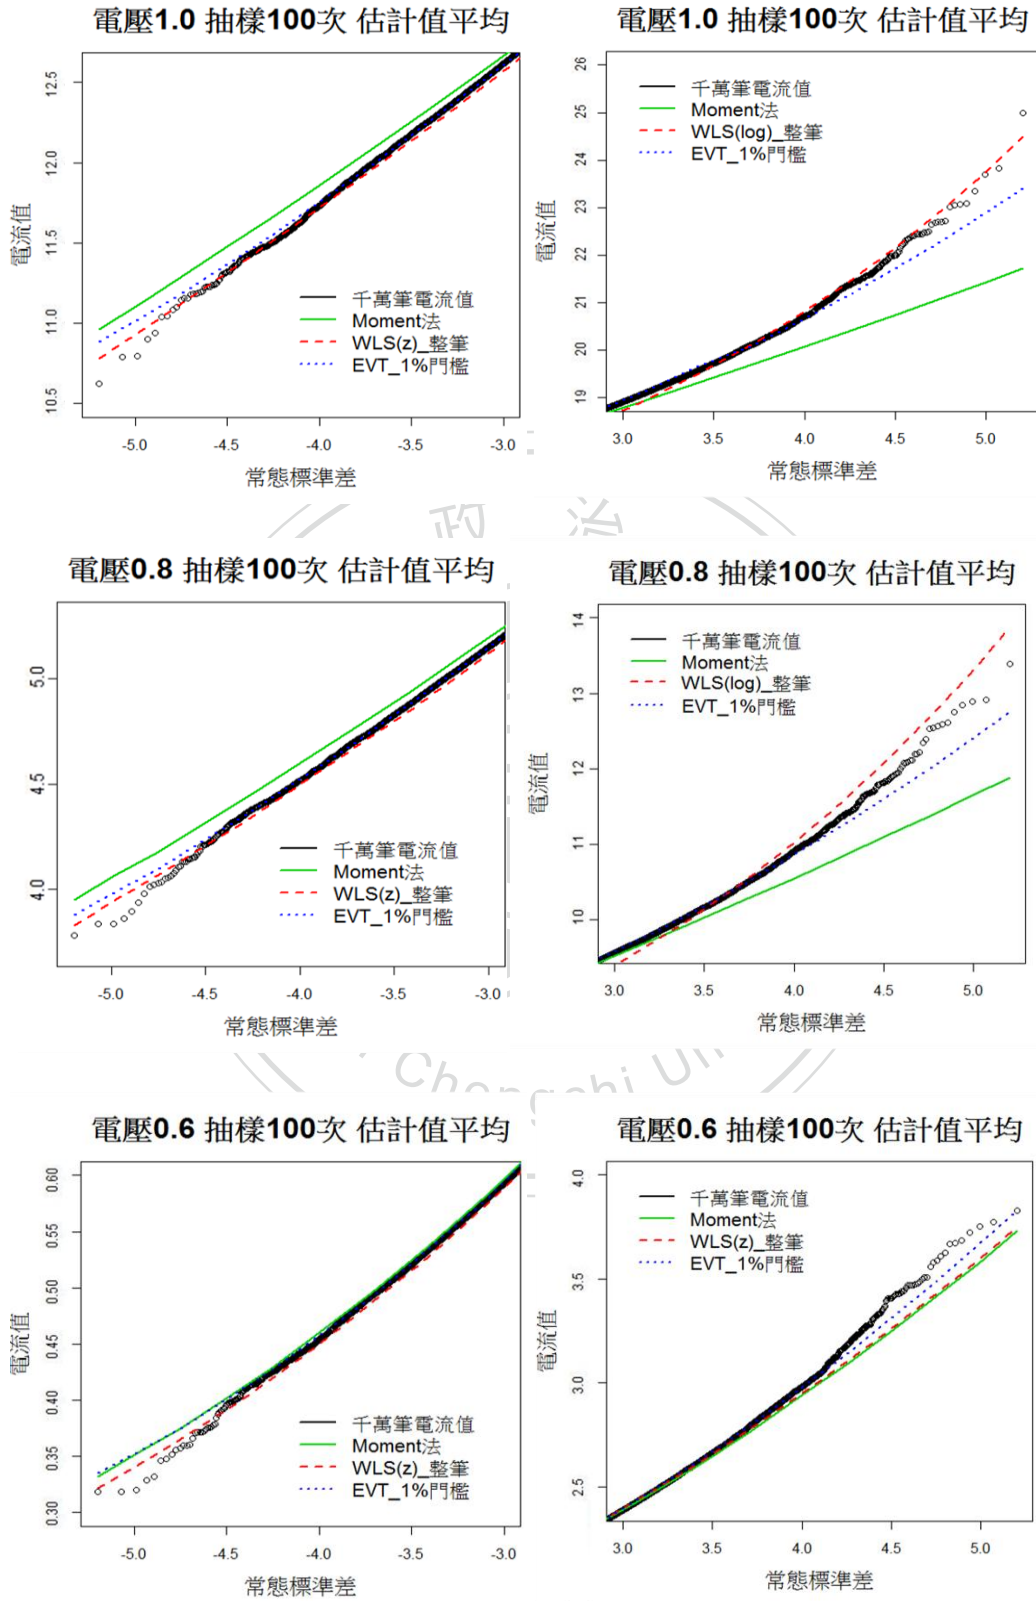 電壓1.0 抽樣100次 估計值平均
電流值
12.5
12.0
11.5
11.0
10.5
千萬筆電流值
Moment法
WLS(z)_整筆
EVT_1%門檻
-5.0 -4.5 -4.0 -3.5 -3.0
常態標準差
電壓1.0 抽樣100次 估計值平均
電流值
26
25
24
23
22
21
20
19
千萬筆電流值
Moment法
WLS(log)_整筆
EVT_1%門檻
3.0 3.5 4.0 4.5 5.0
常態標準差
政 治
電壓0.8 抽樣100次 估計值平均
電流值
5.0
4.5
4.0
千萬筆電流值
Moment法
WLS(z)_整筆
EVT_1%門檻
-5.0 -4.5 -4.0 -3.5 -3.0
常態標準差
電壓0.8 抽樣100次 估計值平均
電流值
14
13
12
11
10
千萬筆電流值
Moment法
WLS(log)_整筆
EVT_1%門檻
3.0 3.5 4.0 4.5 5.0
常態標準差
Chengchi Uni
電壓0.6 抽樣100次 估計值平均
電流值
0.60
0.55
0.50
0.45
0.40
0.35
0.30
千萬筆電流值
Moment法
WLS(z)_整筆
EVT_1%門檻
-5.0 -4.5 -4.0 -3.5 -3.0
常態標準差
電壓0.6 抽樣100次 估計值平均
電流值
4.0
3.5
3.0
2.5
千萬筆電流值
Moment法
WLS(z)_整筆
EVT_1%門檻
3.0 3.5 4.0 4.5 5.0
常態標準差